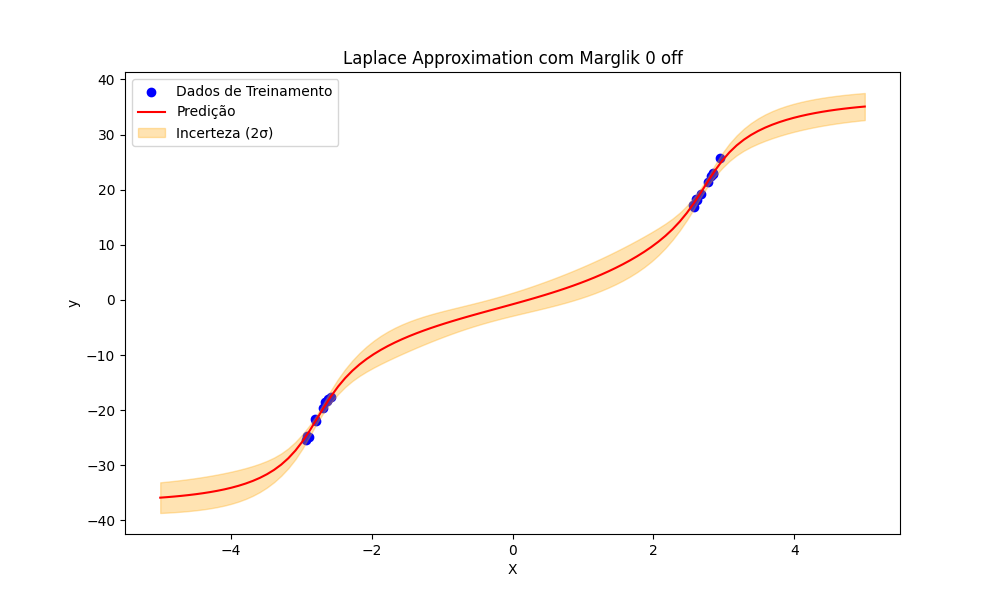 Laplace Approximation com Marglik 0 off
Dados de Treinamento
Predição
Incerteza (2σ)
40
30
20
10
0
−10
−20
−30
−40
y
−4
−2
0
2
4
X